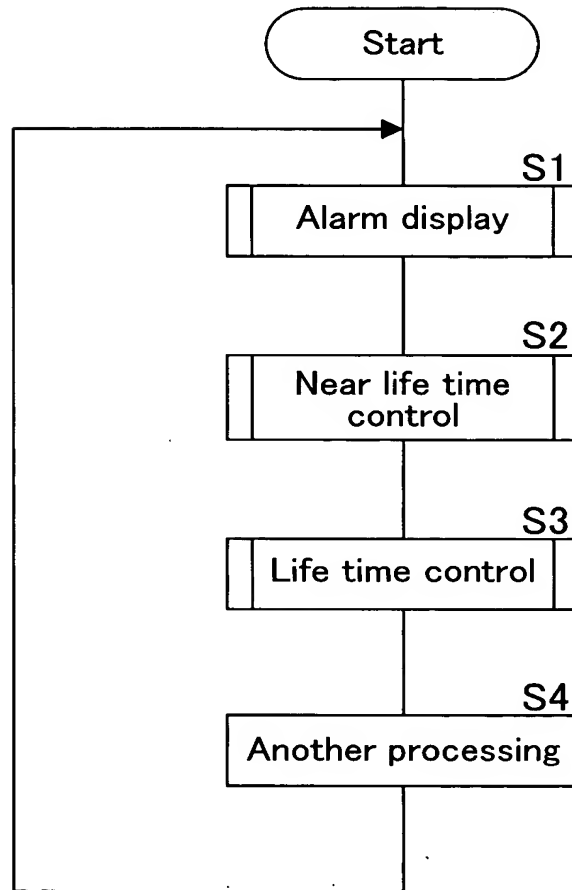 Start
S1
Alarm display
S2
Near life time
control
S3
Life time control
S4
Another processing